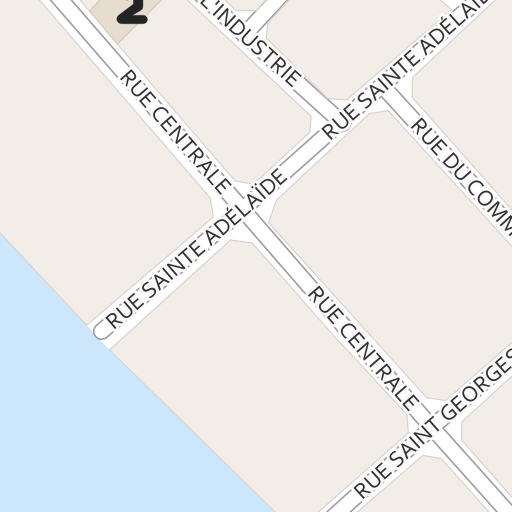 2
L'INDUSTRIE
RUE SAINTE ADÉLAÏDE
RUE CENTRALE
RUE DU COMM
RUE SAINTE ADÉLAÏDE
RUE CENTRALE
RUE SAINT GEORGES